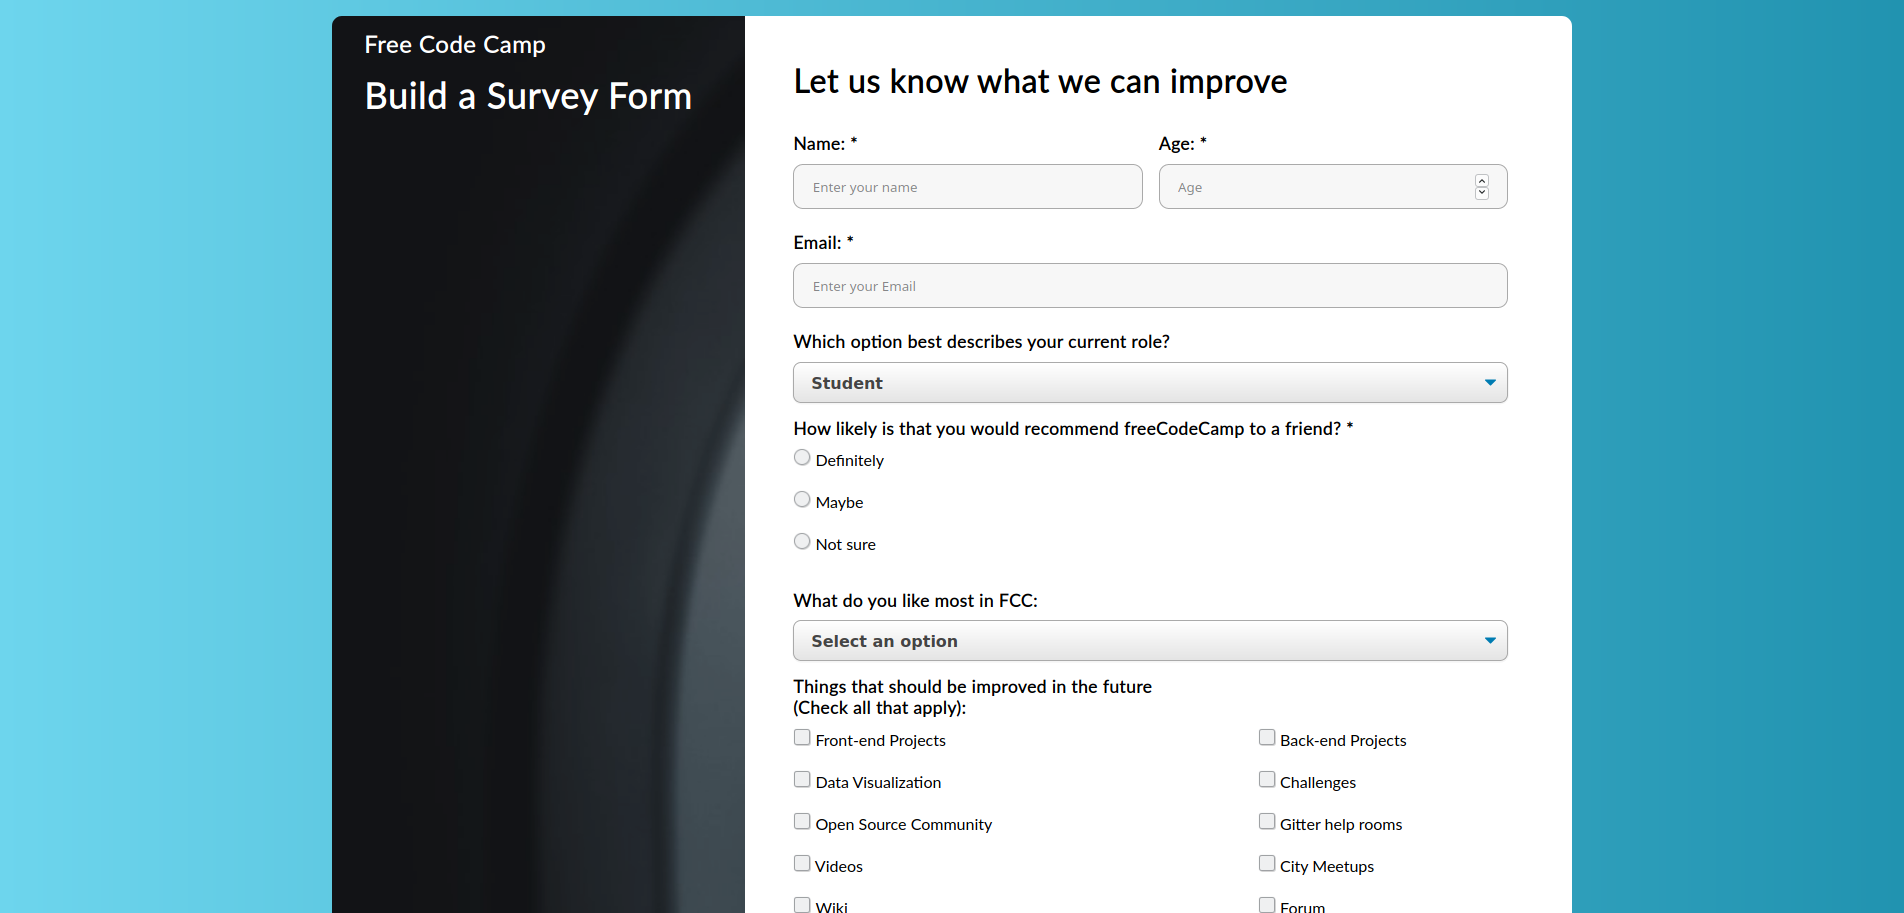 Free Code Camp
Build a Survey Form
Let us know what we can improve
Name: *
Age: *
Enter your name
Age
Email: *
Enter your Email
Which option best describes your current role?
Student
How likely is that you would recommend freeCodeCamp to a friend? *
Definitely
Maybe
Not sure
What do you like most in FCC:
Select an option
Things that should be improved in the future
(Check all that apply):
Front-end Projects
Back-end Projects
Data Visualization
Challenges
Open Source Community
Gitter help rooms
Videos
City Meetups
Wiki
Forum